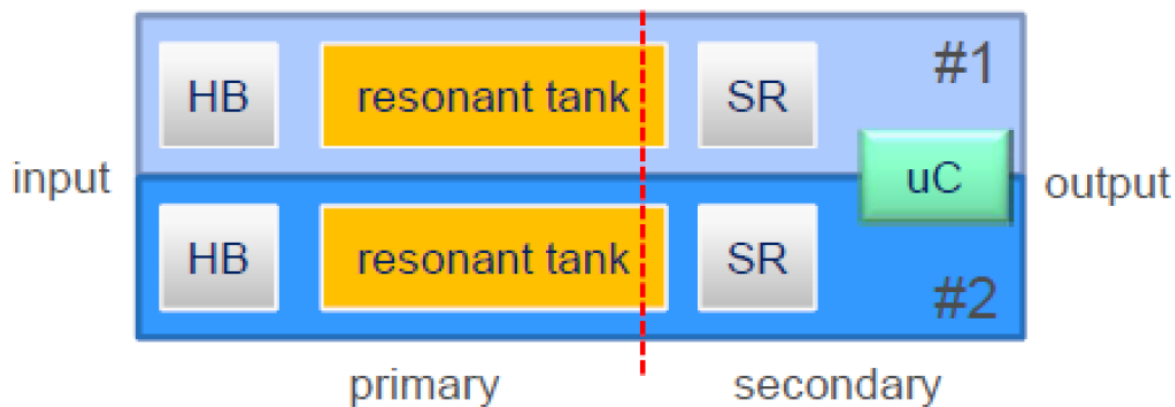 #1
HB
resonant tank
SR
input
uC
output
HB
resonant tank
SR
#2
primary
secondary